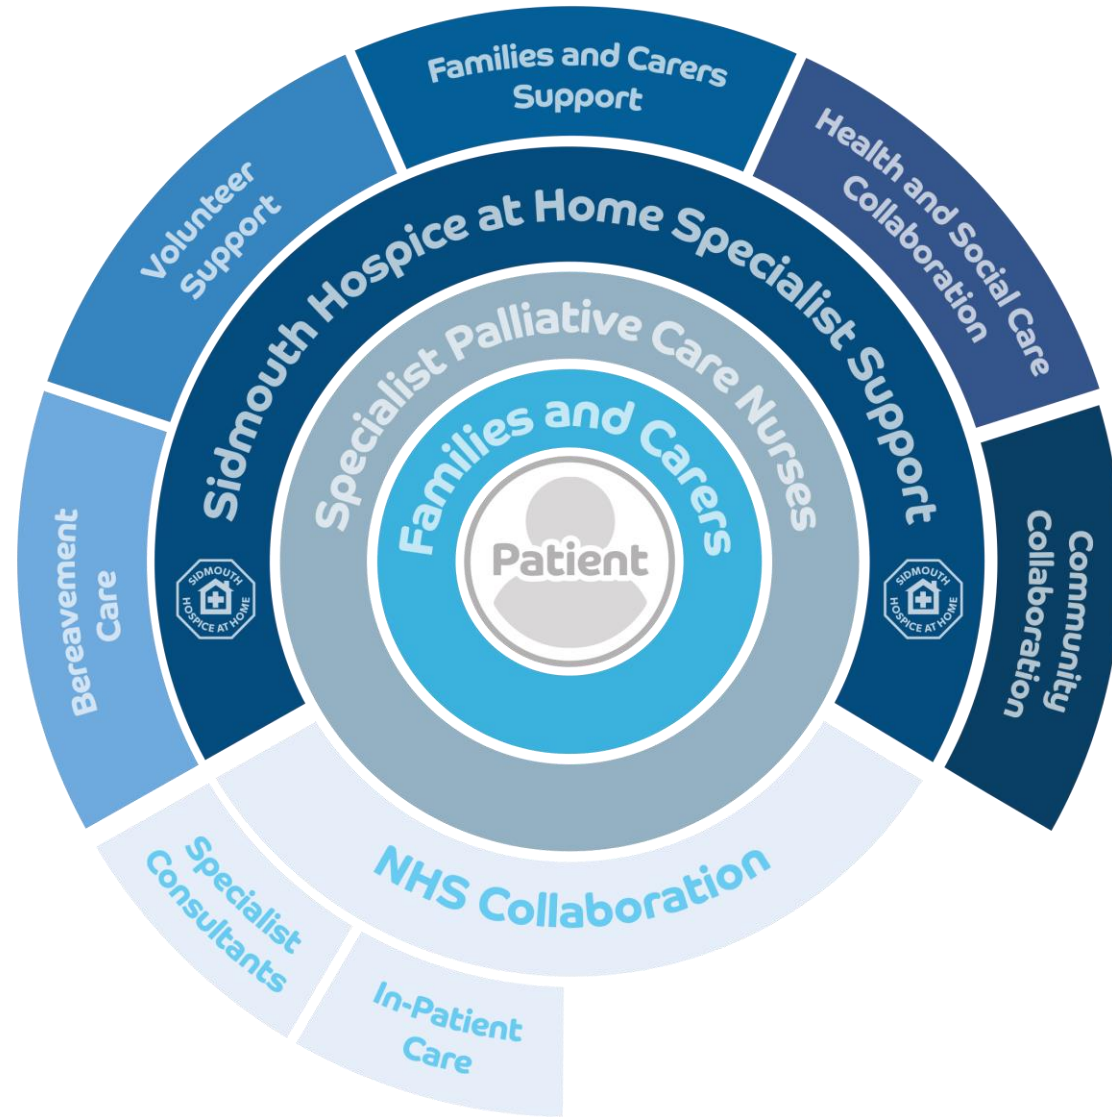 Families and Carers
Support
Volunteer
Support
Health and Social Care
Collaboration
Bereavement
Care
Community
Collaboration
Sidmouth Hospice at Home Specialist Support
Specialist Palliative Care Nurses
Families and Carers
Patient
SIDMOUTH
HOSPICE AT HOME
SIDMOUTH
HOSPICE AT HOME
NHS Collaboration
Specialist
Consultants
In-Patient
Care